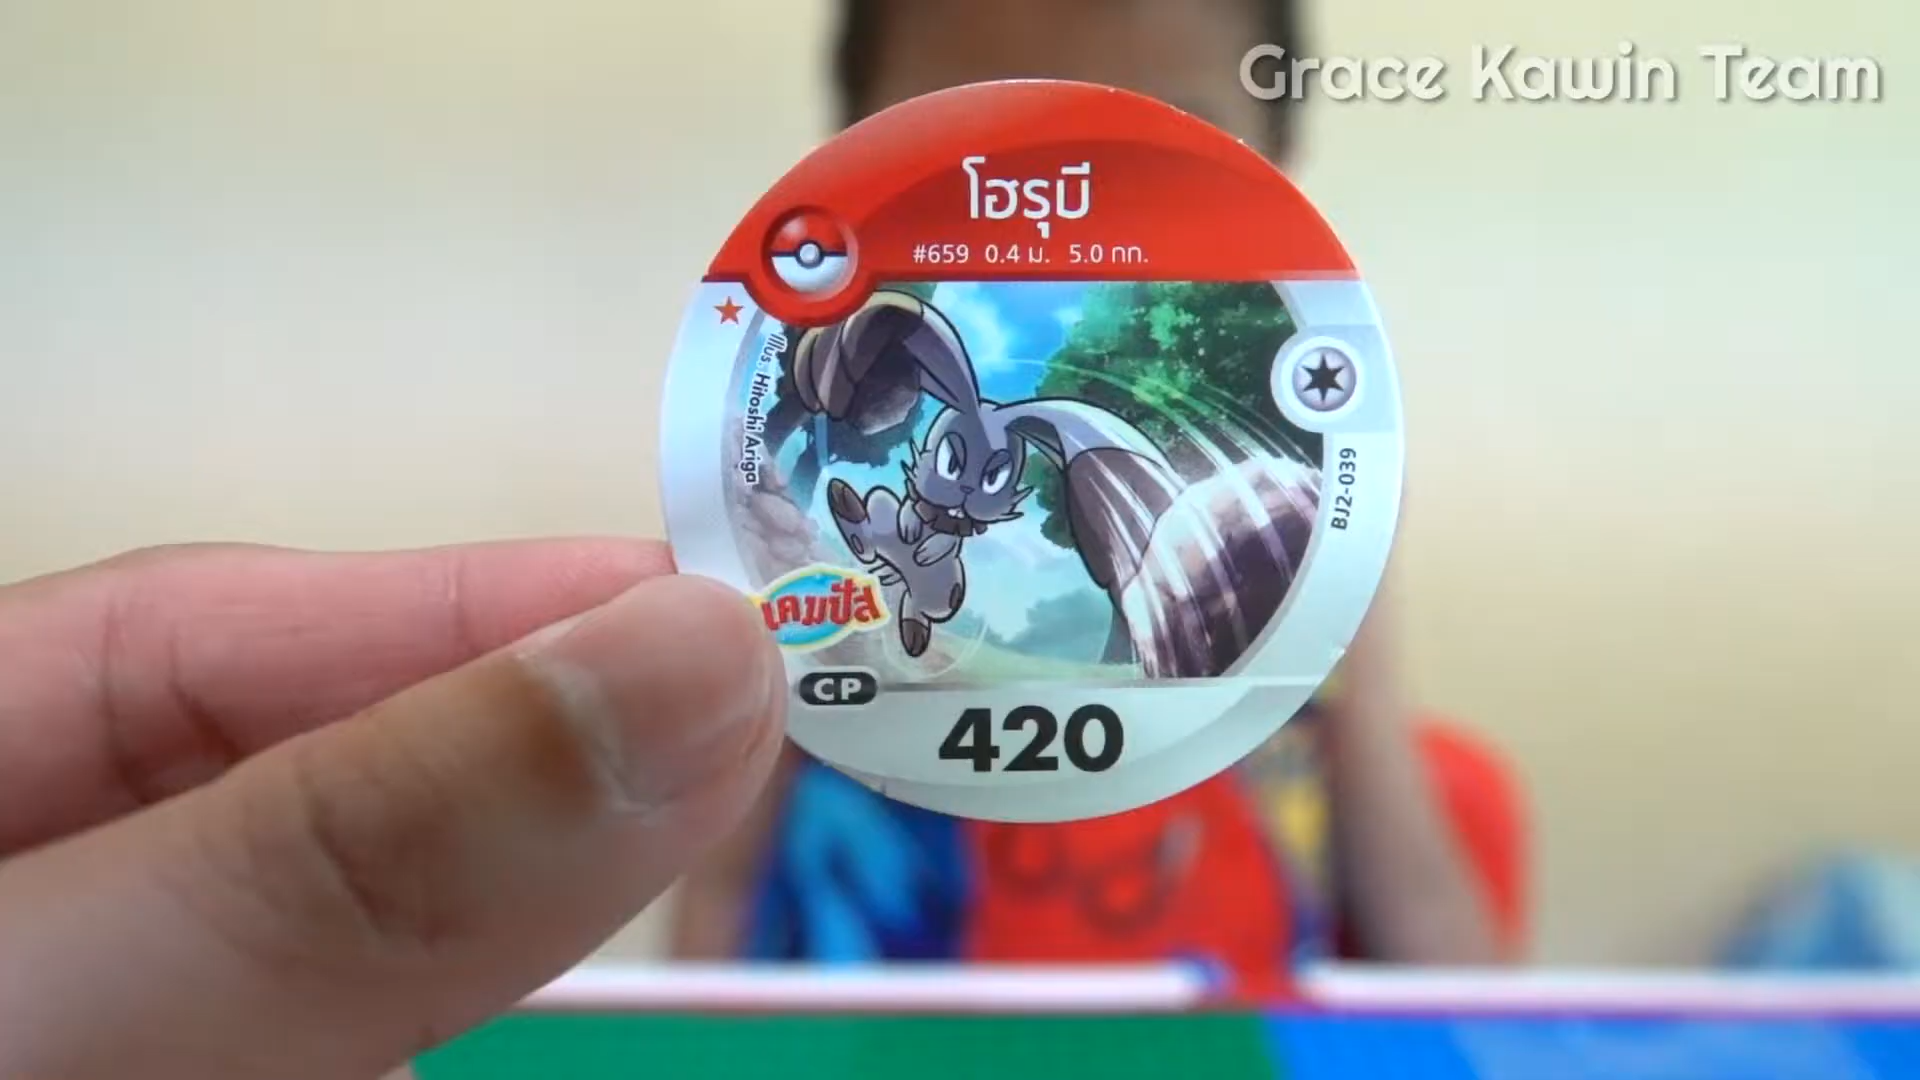 Grace Kawin Team
โฮรุบี
#659 0.4 ม. 5.0 กก.
Illus. Hitoshi Ariga
BJ2-039
แคมปัส
CP
420